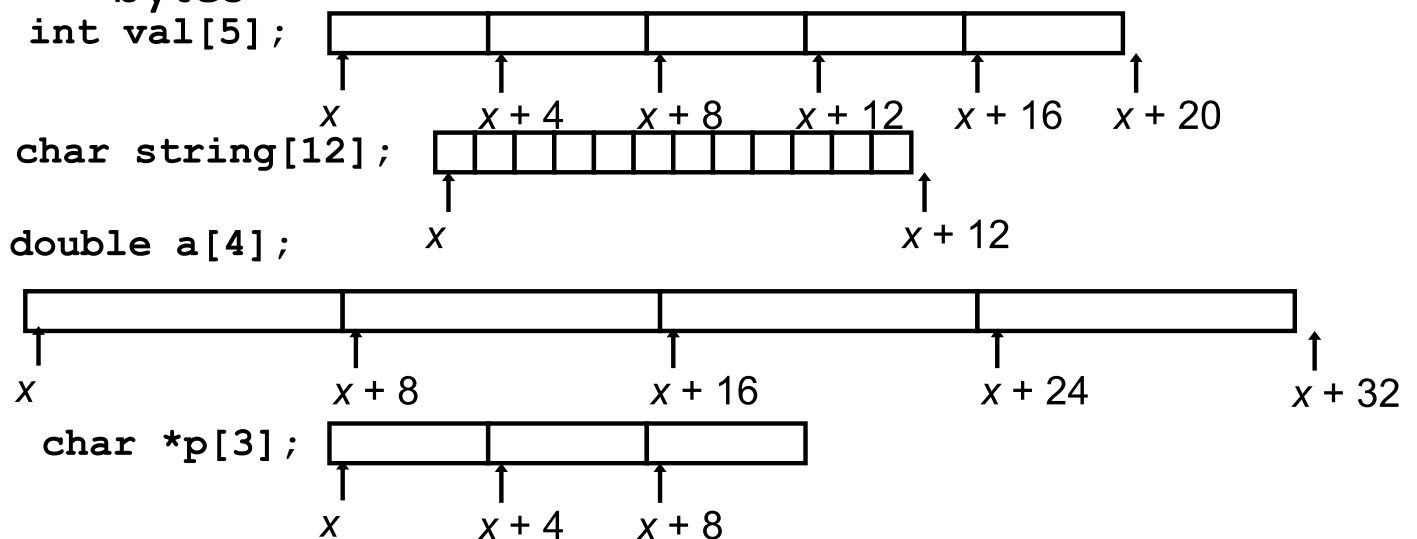 bytes
int val[5];
x x + 4 x + 8 x + 12 x + 16 x + 20
char string[12];
x x + 12
double a[4];
x x + 8 x + 16 x + 24 x + 32
char *p[3];
x x + 4 x + 8